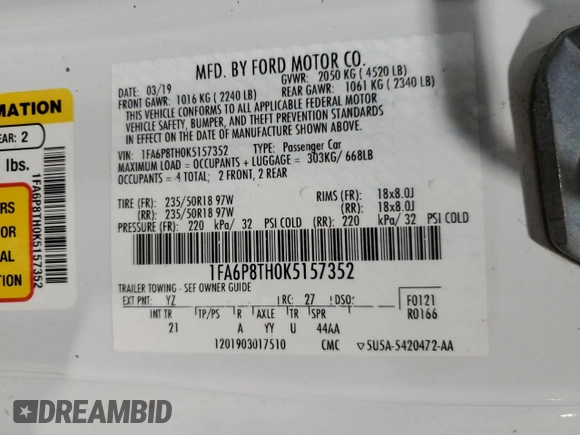 MFD. BY FORD MOTOR CO.
DATE: 03/19 GVWR: 2050 KG (4520 LB)
FRONT GAWR: 1016 KG (2240 LB) REAR GAWR: 1061 KG (2340 LB)
THIS VEHICLE CONFORMS TO ALL APPLICABLE FEDERAL MOTOR
VEHICLE SAFETY, BUMPER, AND THEFT PREVENTION STANDARDS
IN EFFECT ON THE DATE OF MANUFACTURE SHOWN ABOVE.
VIN: 1FA6P8TH0K5157352 TYPE: Passenger Car
MAXIMUM LOAD = OCCUPANTS + LUGGAGE = 303KG/ 668LB
OCCUPANTS = 4 TOTAL; 2 FRONT, 2 REAR
TIRE (FR): 235/50R18 97W RIMS (FR): 18x8.0J
(RR): 235/50R18 97W (RR): 18x8.0J
PRESSURE (FR): 220 kPa/ 32 PSI COLD (RR): 220 kPa/ 32 PSI COLD
1FA6P8TH0K5157352
TRAILER TOWING - SEE OWNER GUIDE
EXT PNT: YZ RC: 27 DSO: F0121
R0166
INT TR TP/PS R AXLE TR SPR
21 A YY U 44AA
1201903017510 CMC 5U5A-5420472-AA
RMATION
EAR: 2
lbs.
RS
OR
AL
ION
1FA6P8TH0K5157352
DREAMBID